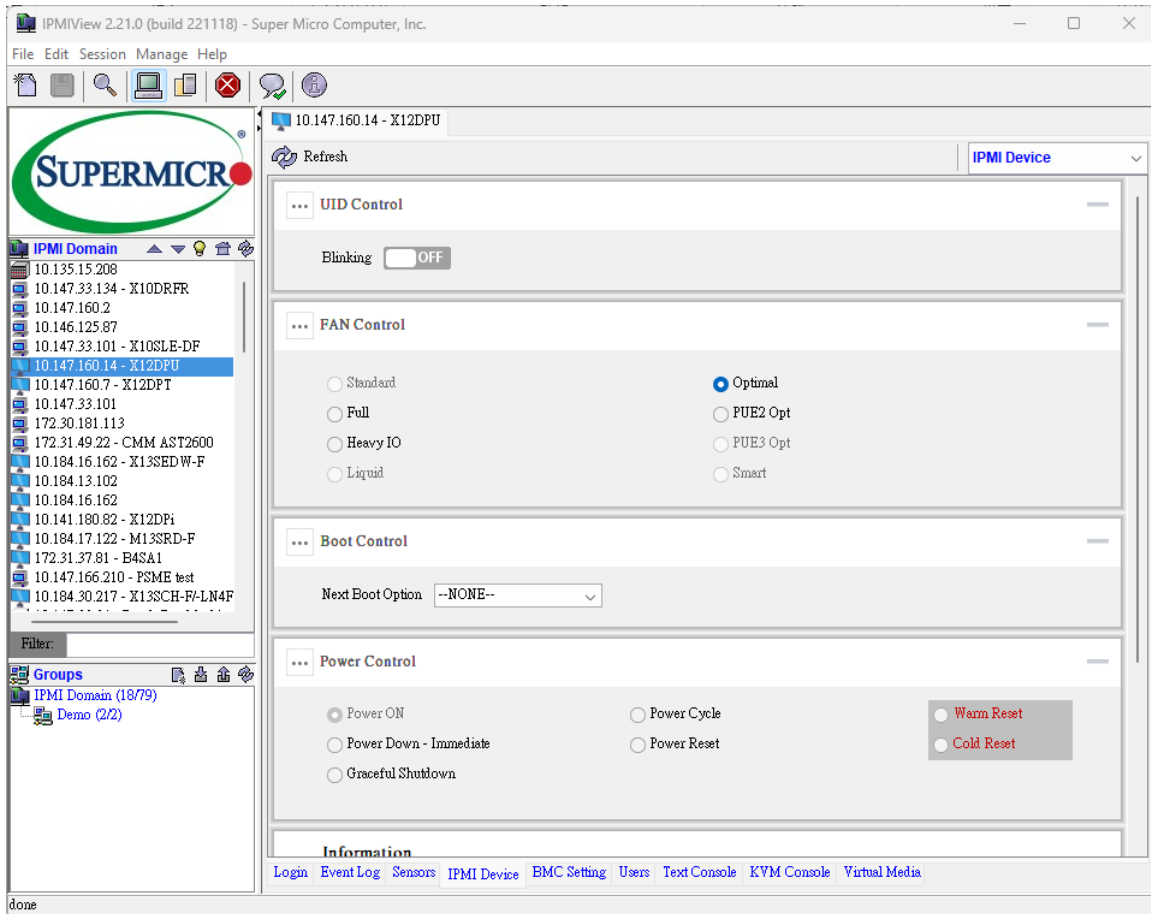 IPMIView 2.21.0 (build 221118) - Super Micro Computer, Inc.
File Edit Session Manage Help
SUPERMICR
®
IPMI Domain
10.135.15.208
10.147.33.134 - X10DRFR
10.147.160.2
10.146.125.87
10.147.33.101 - X10SLE-DF
10.147.160.14 - X12DPU
10.147.160.7 - X12DPT
10.147.33.101
172.30.181.113
172.31.49.22 - CMM AST2600
10.184.16.162 - X13SEDW-F
10.184.13.102
10.184.16.162
10.141.180.82 - X12DPi
10.184.17.122 - M13SRD-F
172.31.37.81 - B4SA1
10.147.166.210 - PSME test
10.184.30.217 - X13SCH-F/-LN4F
Filter:
Groups
IPMI Domain (18/79)
Demo (2/2)
10.147.160.14 - X12DPU
Refresh
IPMI Device
... UID Control
Blinking OFF
... FAN Control
Standard Optimal
Full PUE2 Opt
Heavy IO PUE3 Opt
Liquid Smart
... Boot Control
Next Boot Option --NONE--
... Power Control
Power ON Power Cycle Warm Reset
Power Down - Immediate Power Reset Cold Reset
Graceful Shutdown
Information
Login Event Log Sensors IPMI Device BMC Setting Users Text Console KVM Console Virtual Media
done